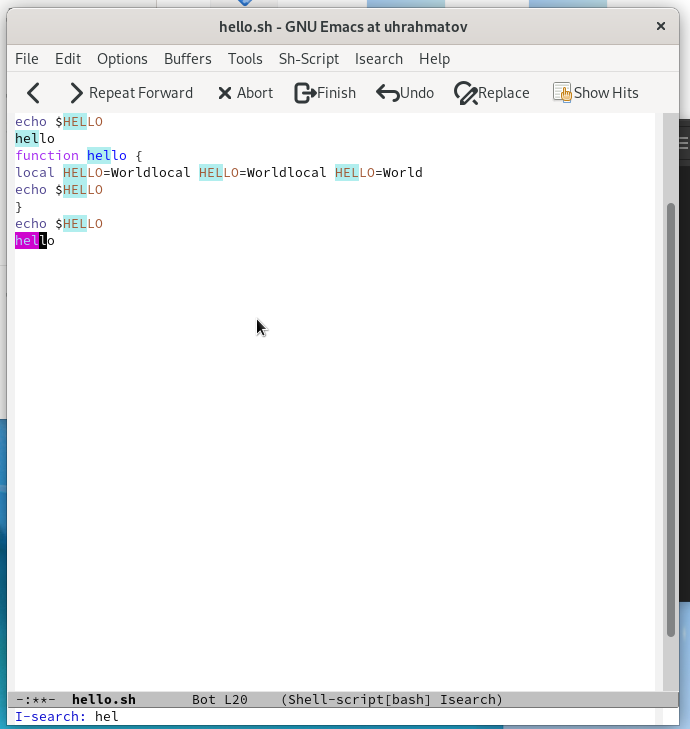 hello.sh - GNU Emacs at uhrahmatov
File Edit Options Buffers Tools Sh-Script Isearch Help
Repeat Forward Abort Finish Undo Replace Show Hits
echo $HELLO
hello
function hello {
local HELLO=Worldlocal HELLO=Worldlocal HELLO=World
echo $HELLO
}
echo $HELLO
hello
-:**- hello.sh Bot L20 (Shell-script[bash] Isearch)
I-search: hel